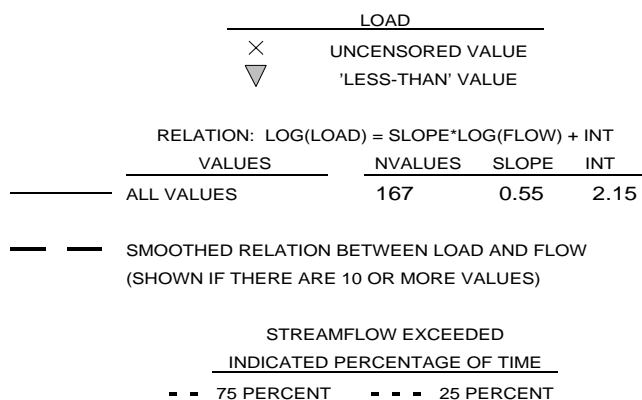 LOAD
UNCENSORED VALUE
'LESS-THAN' VALUE
RELATION: LOG(LOAD) = SLOPE*LOG(FLOW) + INT
VALUES NVALUES SLOPE INT
ALL VALUES 167 0.55 2.15
SMOOTHED RELATION BETWEEN LOAD AND FLOW
(SHOWN IF THERE ARE 10 OR MORE VALUES)
STREAMFLOW EXCEEDED
INDICATED PERCENTAGE OF TIME
75 PERCENT 25 PERCENT